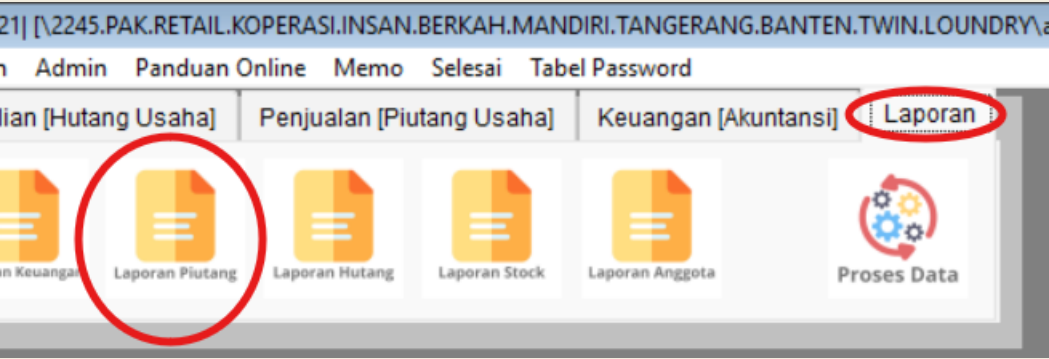 21| [\2245.PAK.RETAIL.KOPERASI.INSAN.BERKAH.MANDIRI.TANGERANG.BANTEN.TWIN.LOUNDRY\a
n Admin Panduan Online Memo Selesai Tabel Password
lian [Hutang Usaha] Penjualan [Piutang Usaha] Keuangan [Akuntansi] Laporan
an Keuangan Laporan Piutang Laporan Hutang Laporan Stock Laporan Anggota Proses Data